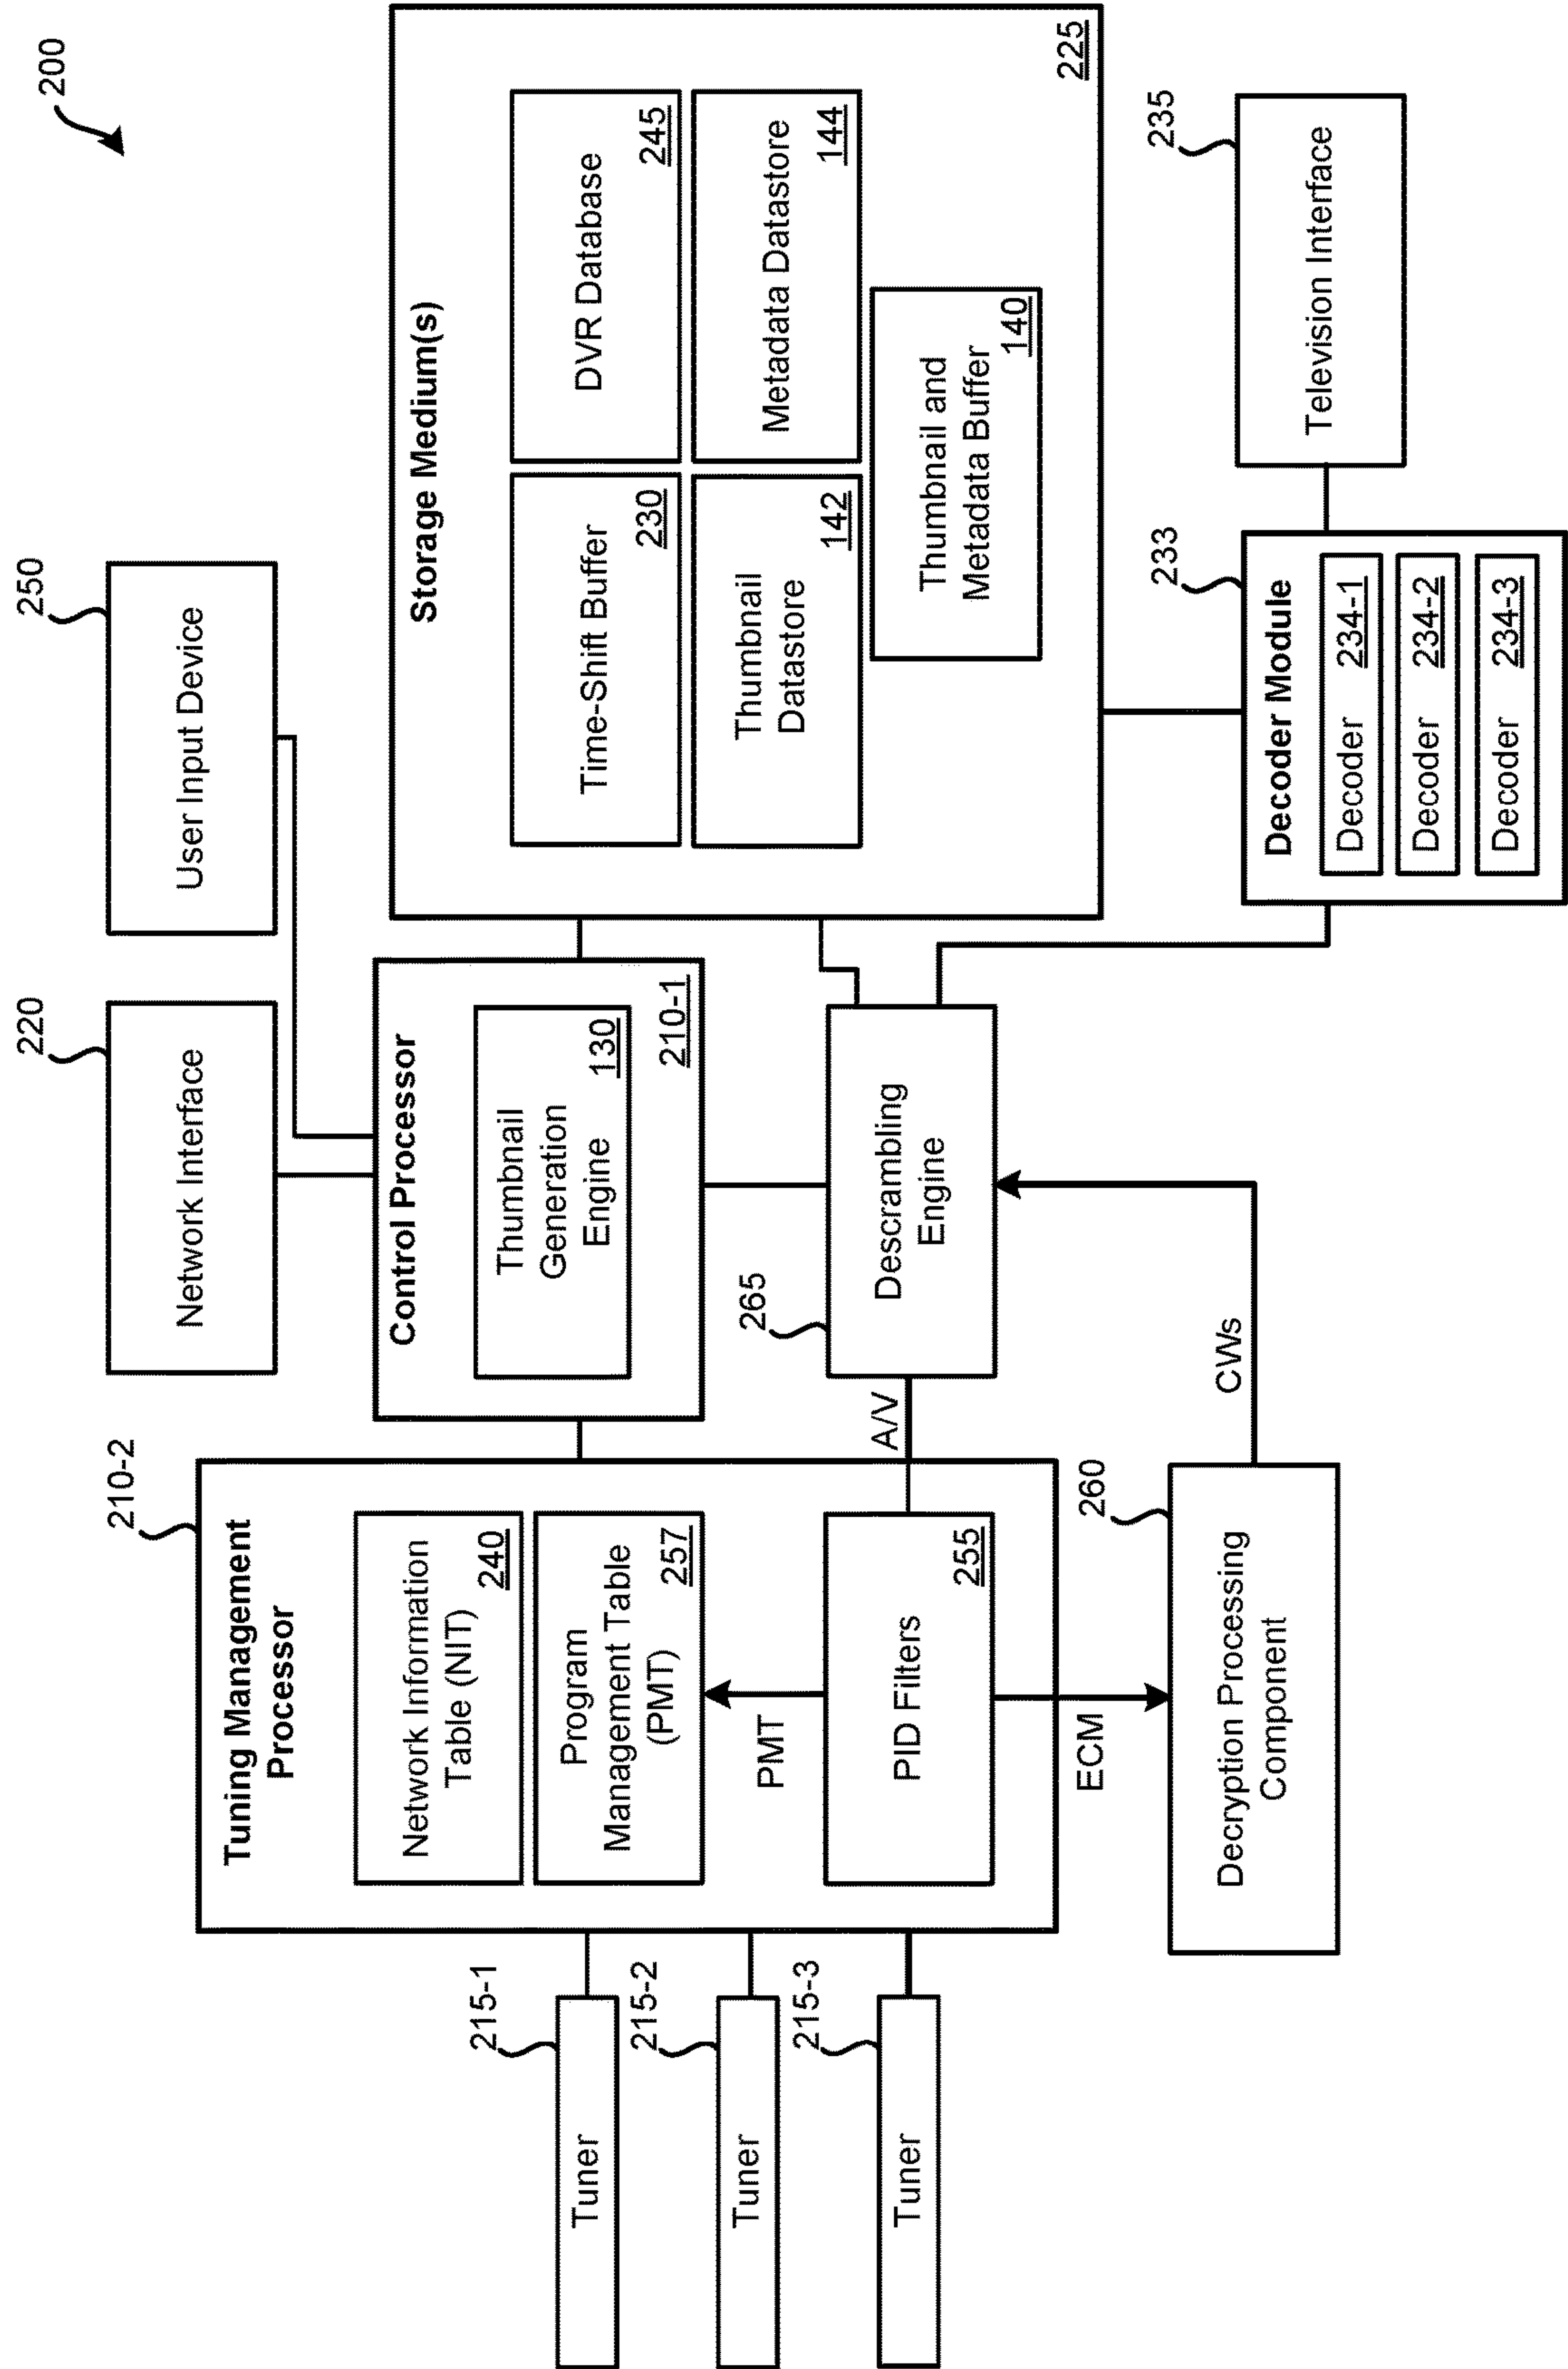 200
250
User Input Device
220
Network Interface
210-2
Tuning Management
Processor
Network Information
Table (NIT)
240
Program
Management Table
(PMT)
257
PMT
PID Filters
255
ECM
215-1
Tuner
215-2
Tuner
215-3
Tuner
Control Processor
Thumbnail
Generation
Engine
130
210-1
265
Descrambling
Engine
A/V
CWs
260
Decryption Processing
Component
Storage Medium(s)
Time-Shift Buffer
230
DVR Database
245
Thumbnail
Datastore
142
Metadata Datastore
144
Thumbnail and
Metadata Buffer
140
225
233
Decoder Module
Decoder 234-1
Decoder 234-2
Decoder 234-3
235
Television Interface